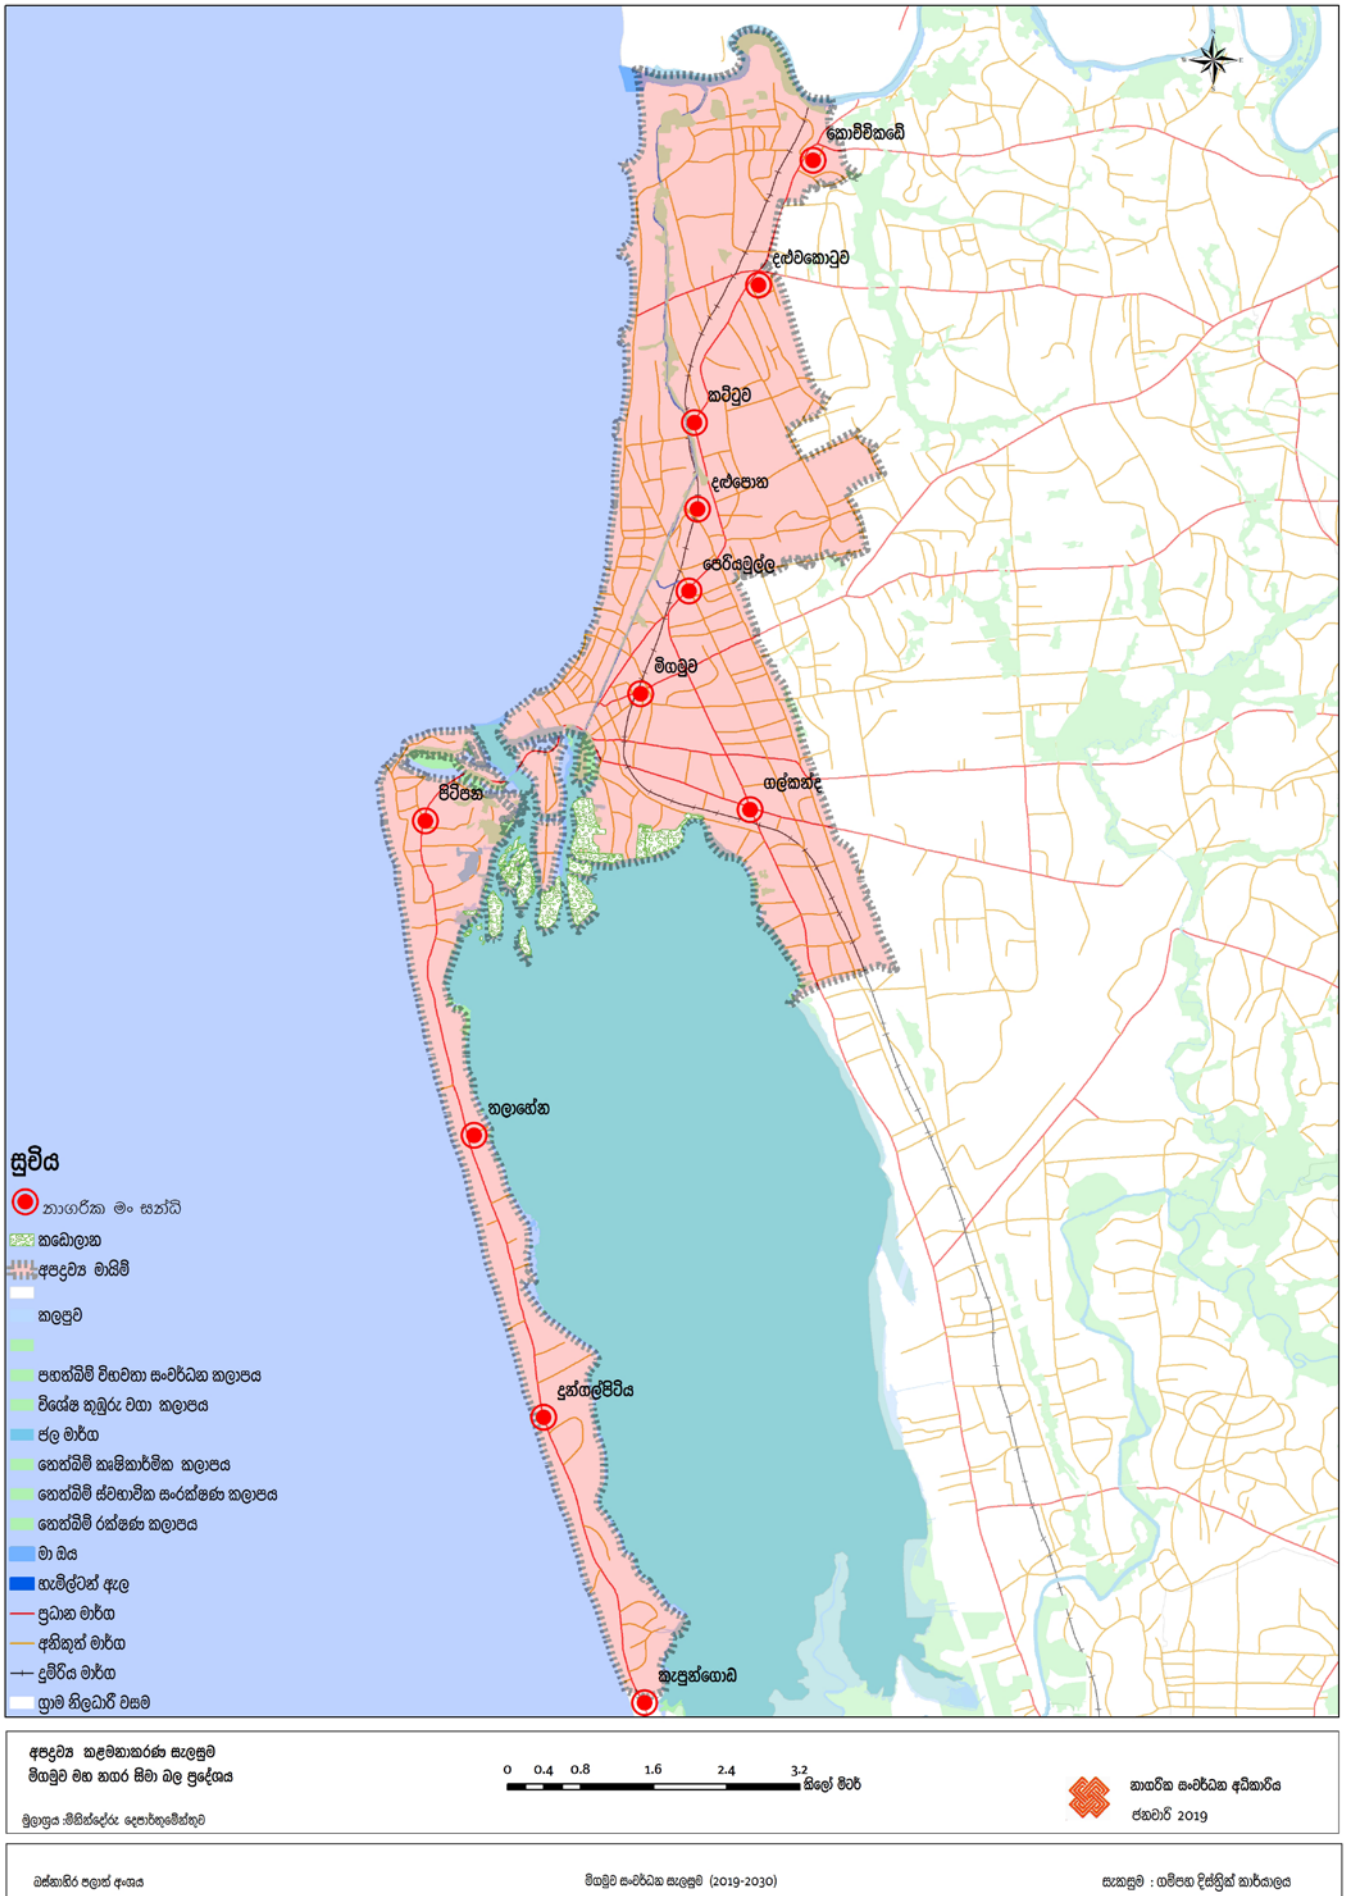 කොච්චිකඩේ
දළුවකොටුව
කට්ටුව
දළුපොත
පෙරියමුල්ල
මීගමුව
ගල්කන්ද
පිටිපන
තලාහේන
දුන්ගල්පිටිය
කැපුන්ගොඩ
සුචිය
නාගරික මං සන්ධි
කඩොලාන
අපද්‍රව්‍ය මායිම්
කලපුව
පහත්බිම් විභවතා සංවර්ධන කලාපය
විශේෂ කුඹුරු වගා කලාපය
ජල මාර්ග
තෙත්බිම් කෘෂිකාර්මික කලාපය
තෙත්බිම් ස්වභාවික සංරක්ෂණ කලාපය
තෙත්බිම් රක්ෂණ කලාපය
මා ඔය
හැමිල්ටන් ඇල
ප්‍රධාන මාර්ග
අනිකුත් මාර්ග
දුම්රිය මාර්ග
ග්‍රාම නිලධාරී වසම
අපද්‍රව්‍ය කළමනාකරණ සැලසුම
මීගමුව මහ නගර සීමා බල ප්‍රදේශය
මූලාශ්‍රය :මිනින්දෝරු දෙපාර්තුමේන්තුව
0 0.4 0.8 1.6 2.4 3.2 කිලෝ මීටර්
නාගරික සංවර්ධන අධිකාරිය
ජනවාරි 2019
බස්නාහිර පලාත් අංශය
මීගමුව සංවර්ධන සැලසුම (2019-2030)
සැකසුම : ගම්පහ දිස්ත්‍රික් කාර්යාලය